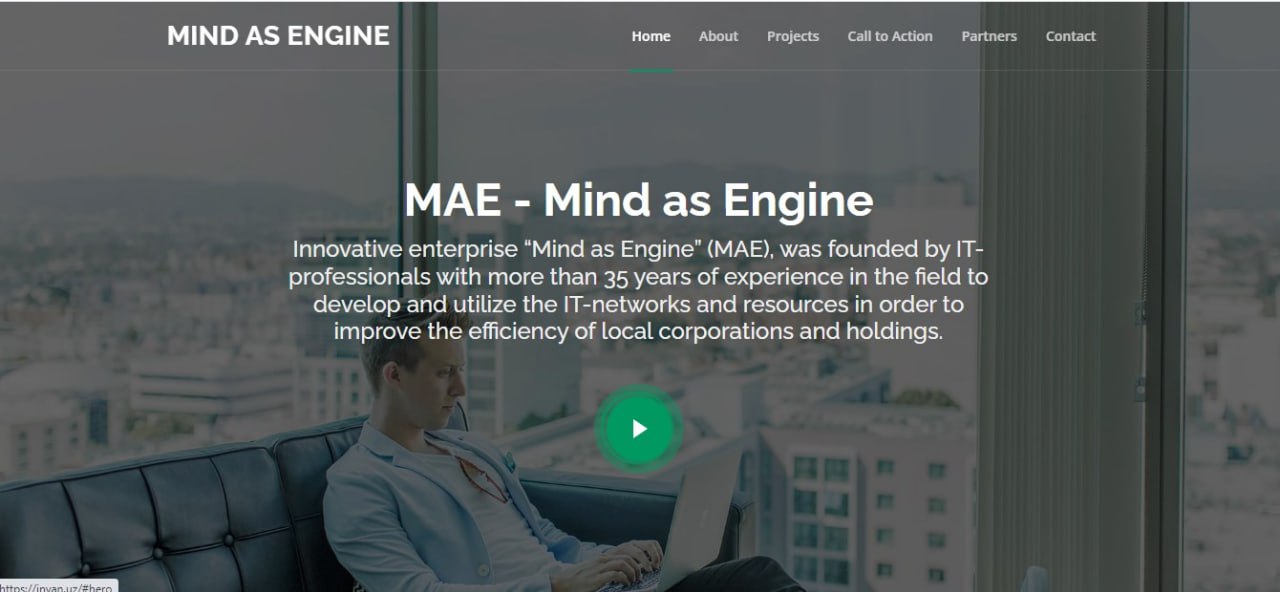 MIND AS ENGINE
Home About Projects Call to Action Partners Contact
MAE - Mind as Engine
Innovative enterprise “Mind as Engine” (MAE), was founded by IT-
professionals with more than 35 years of experience in the field to
develop and utilize the IT-networks and resources in order to
improve the efficiency of local corporations and holdings.
https://inyan.uz/#hero